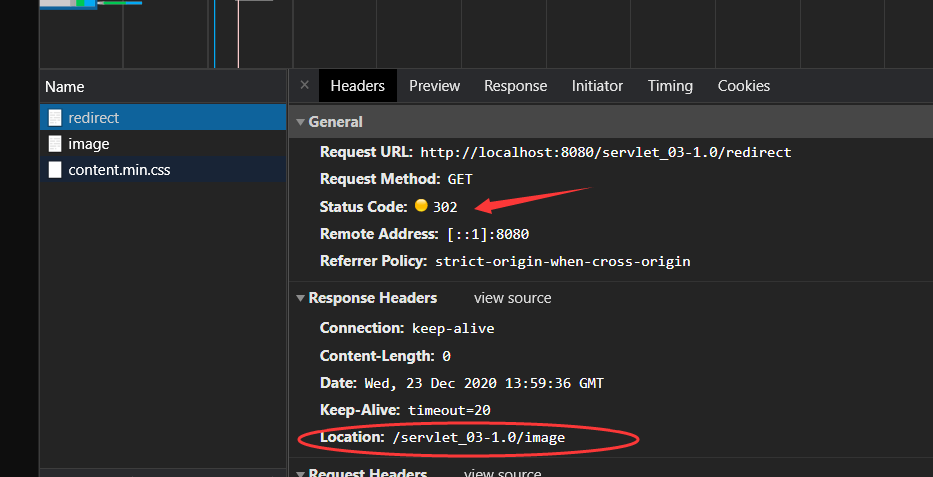 Name
redirect
image
content.min.css
× Headers Preview Response Initiator Timing Cookies
General
Request URL: http://localhost:8080/servlet_03-1.0/redirect
Request Method: GET
Status Code: 302
Remote Address: [::1]:8080
Referrer Policy: strict-origin-when-cross-origin
Response Headers view source
Connection: keep-alive
Content-Length: 0
Date: Wed, 23 Dec 2020 13:59:36 GMT
Keep-Alive: timeout=20
Location: /servlet_03-1.0/image
Request Headers view source